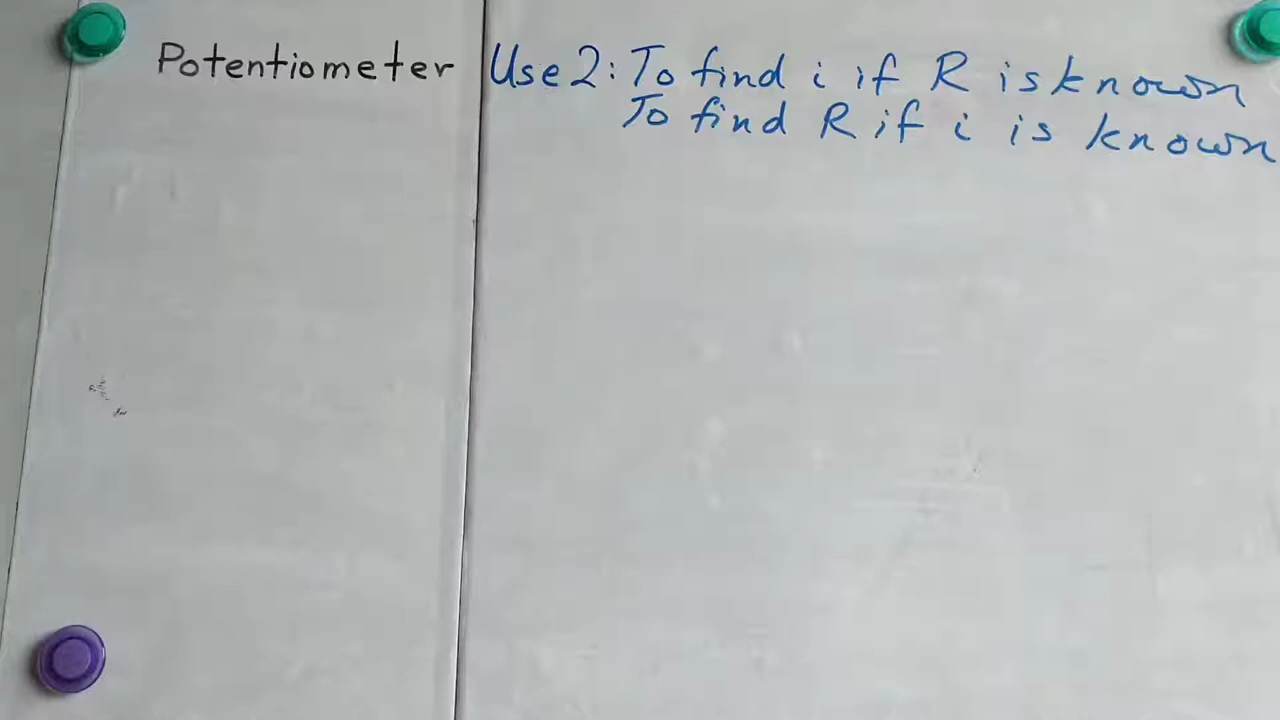 Potentiometer Use 2: To find i if R is known
To find R if i is known